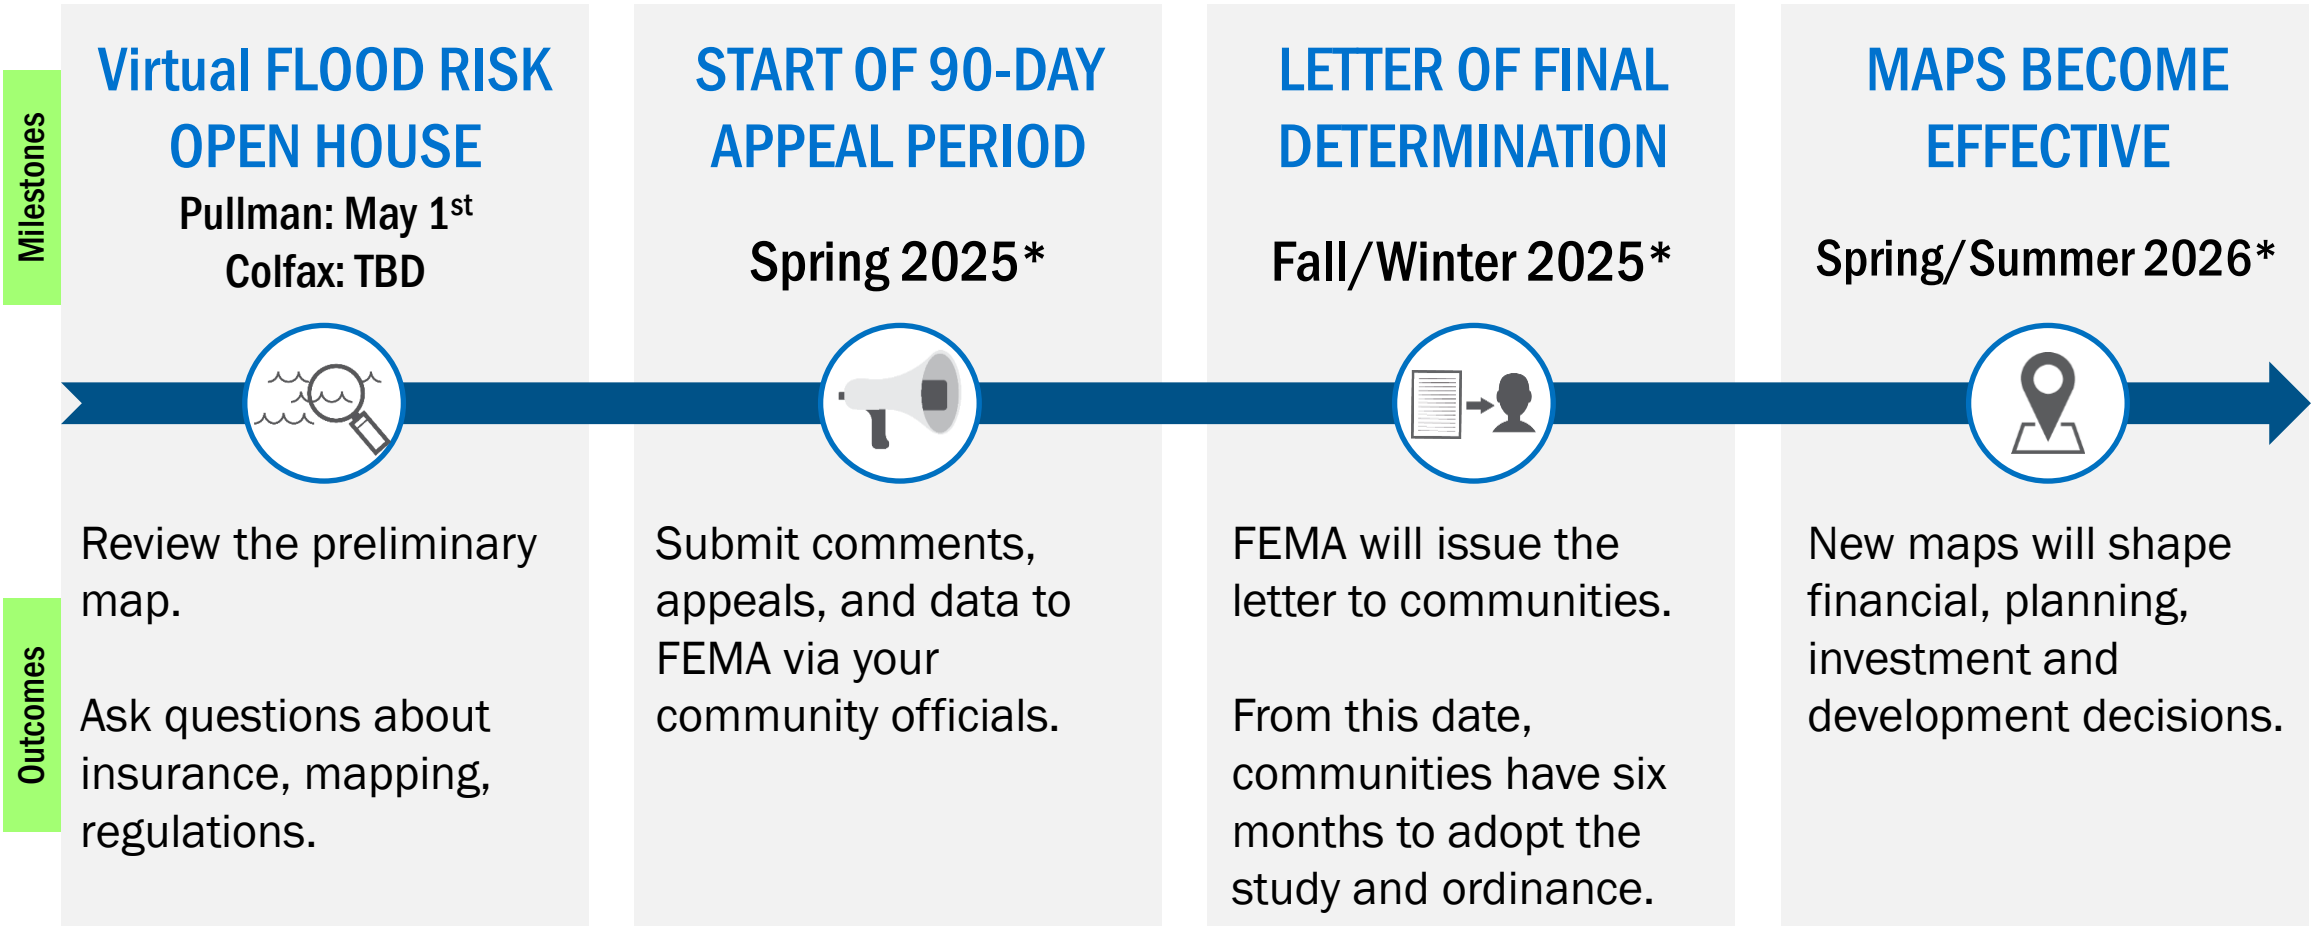 Milestones
Virtual FLOOD RISK
OPEN HOUSE
Pullman: May 1st
Colfax: TBD
START OF 90-DAY
APPEAL PERIOD
Spring 2025*
LETTER OF FINAL
DETERMINATION
Fall/Winter 2025*
MAPS BECOME
EFFECTIVE
Spring/Summer 2026*
Outcomes
Review the preliminary
map.
Ask questions about
insurance, mapping,
regulations.
Submit comments,
appeals, and data to
FEMA via your
community officials.
FEMA will issue the
letter to communities.
From this date,
communities have six
months to adopt the
study and ordinance.
New maps will shape
financial, planning,
investment and
development decisions.